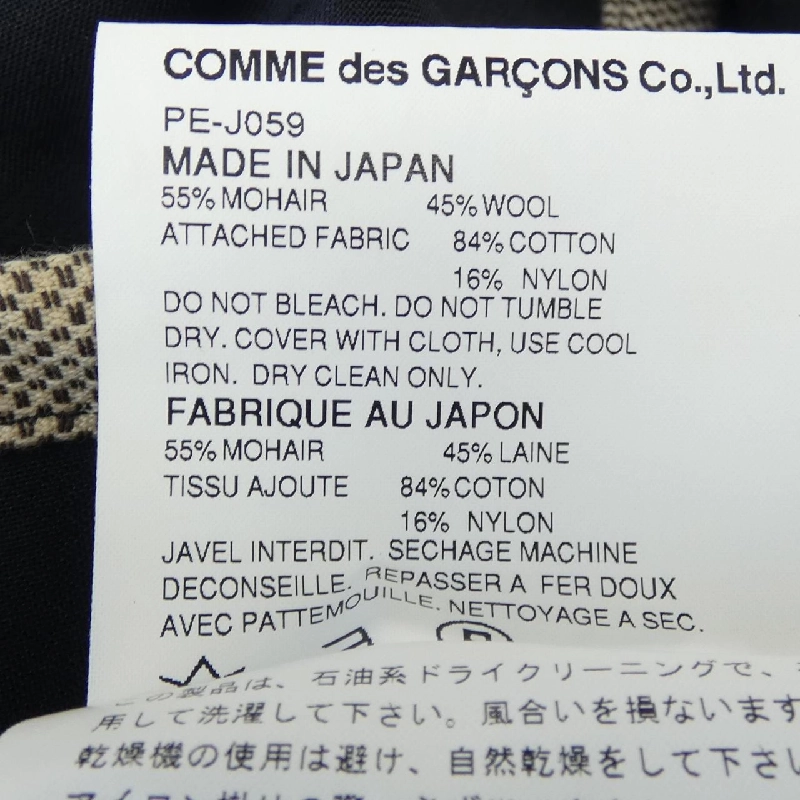 COMME des GARÇONS Co.,Ltd.
PE-J059
MADE IN JAPAN
55% MOHAIR 45% WOOL
ATTACHED FABRIC 84% COTTON
16% NYLON
DO NOT BLEACH. DO NOT TUMBLE
DRY. COVER WITH CLOTH, USE COOL
IRON. DRY CLEAN ONLY.
FABRIQUE AU JAPON
55% MOHAIR 45% LAINE
TISSU AJOUTE 84% COTON
16% NYLON
JAVEL INTERDIT. SECHAGE MACHINE
DECONSEILLE. REPASSER A FER DOUX
AVEC PATTEMOUILLE. NETTOYAGE A SEC.
この製品は、石油系ドライクリーニングで、
用して洗濯して下さい。風合いを損ないます
乾燥機の使用は避け、自然乾燥をして下さい